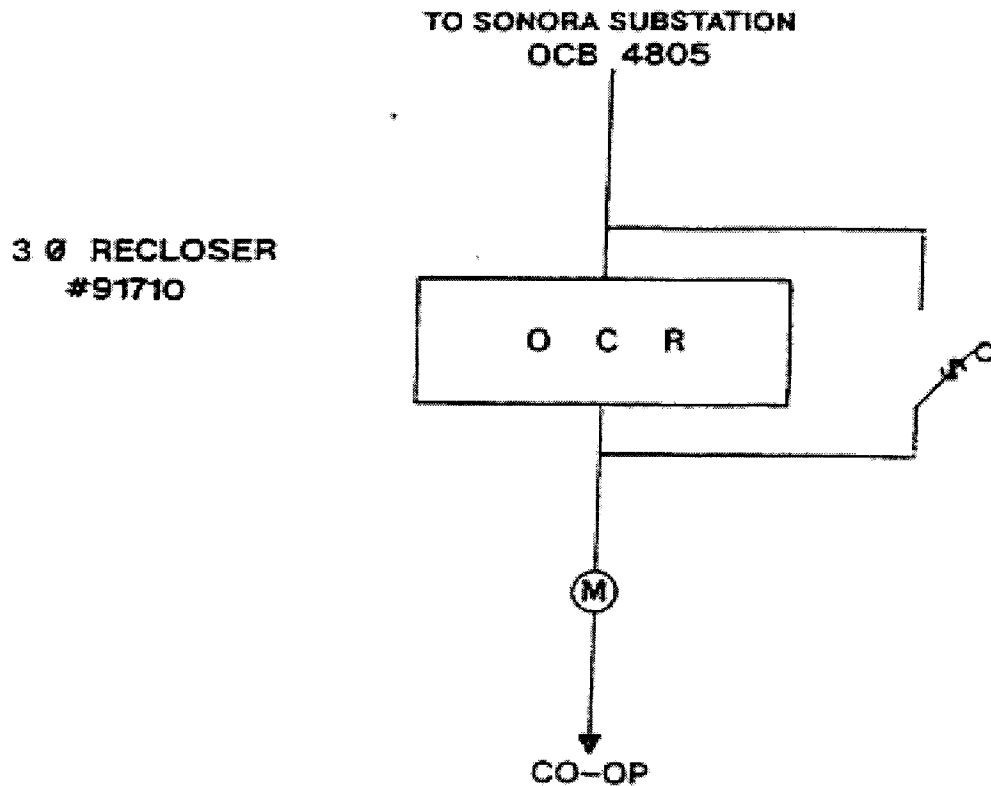 TO SONORA SUBSTATION
OCB 4805
3 Ø RECLOSER
#91710
O C R
M
CO-OP